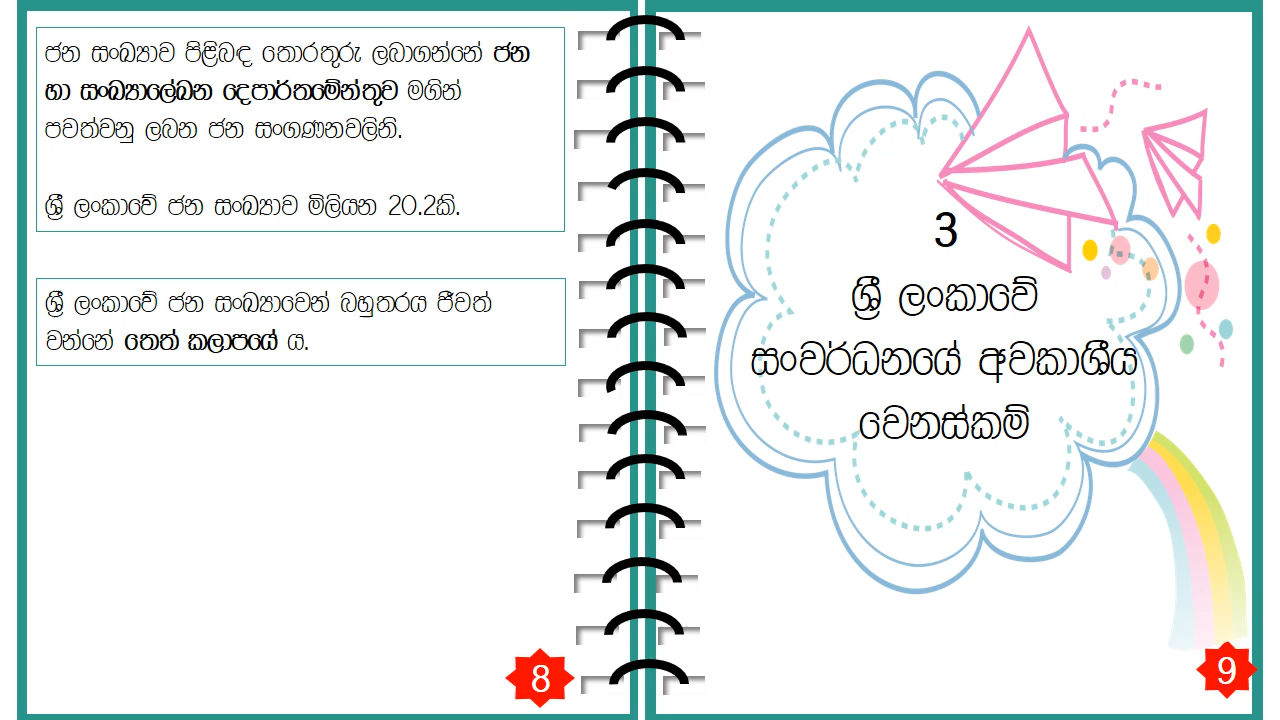 ජන සංඛ්‍යාව පිළිබඳ තොරතුරු ලබාගන්නේ ජන
හා සංඛ්‍යාලේඛන දෙපාර්තමේන්තුව මගින්
පවත්වනු ලබන ජන සංගණනවලිනි.
ශ්‍රී ලංකාවේ ජන සංඛ්‍යාව මිලියන 20.2කි.
ශ්‍රී ලංකාවේ ජන සංඛ්‍යාවෙන් බහුතරය ජීවත්
වන්නේ තෙත් කලාපයේ ය.
8
3
ශ්‍රී ලංකාවේ
සංවර්ධනයේ අවකාශීය
වෙනස්කම්
9